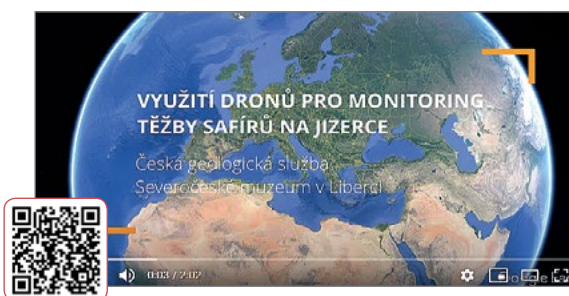 VYUŽITÍ DRONŮ PRO MONITORING
TĚŽBY SAFÍRŮ NA JIZERCE
Česká geologická služba
Severočeské muzeum v Liberci
0:03 / 2:02